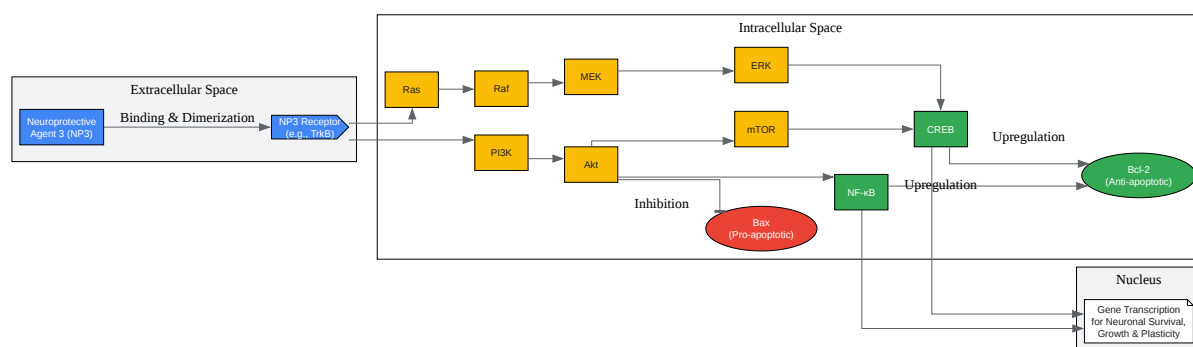 Intracellular Space
Extracellular Space
Neuroprotective
Agent 3 (NP3)
Binding & Dimerization
NP3 Receptor
(e.g., TrkB)
Ras
Raf
MEK
ERK
PI3K
Akt
mTOR
CREB
Upregulation
NF-κB
Upregulation
Bcl-2
(Anti-apoptotic)
Inhibition
Bax
(Pro-apoptotic)
Nucleus
Gene Transcription
for Neuronal Survival,
Growth & Plasticity